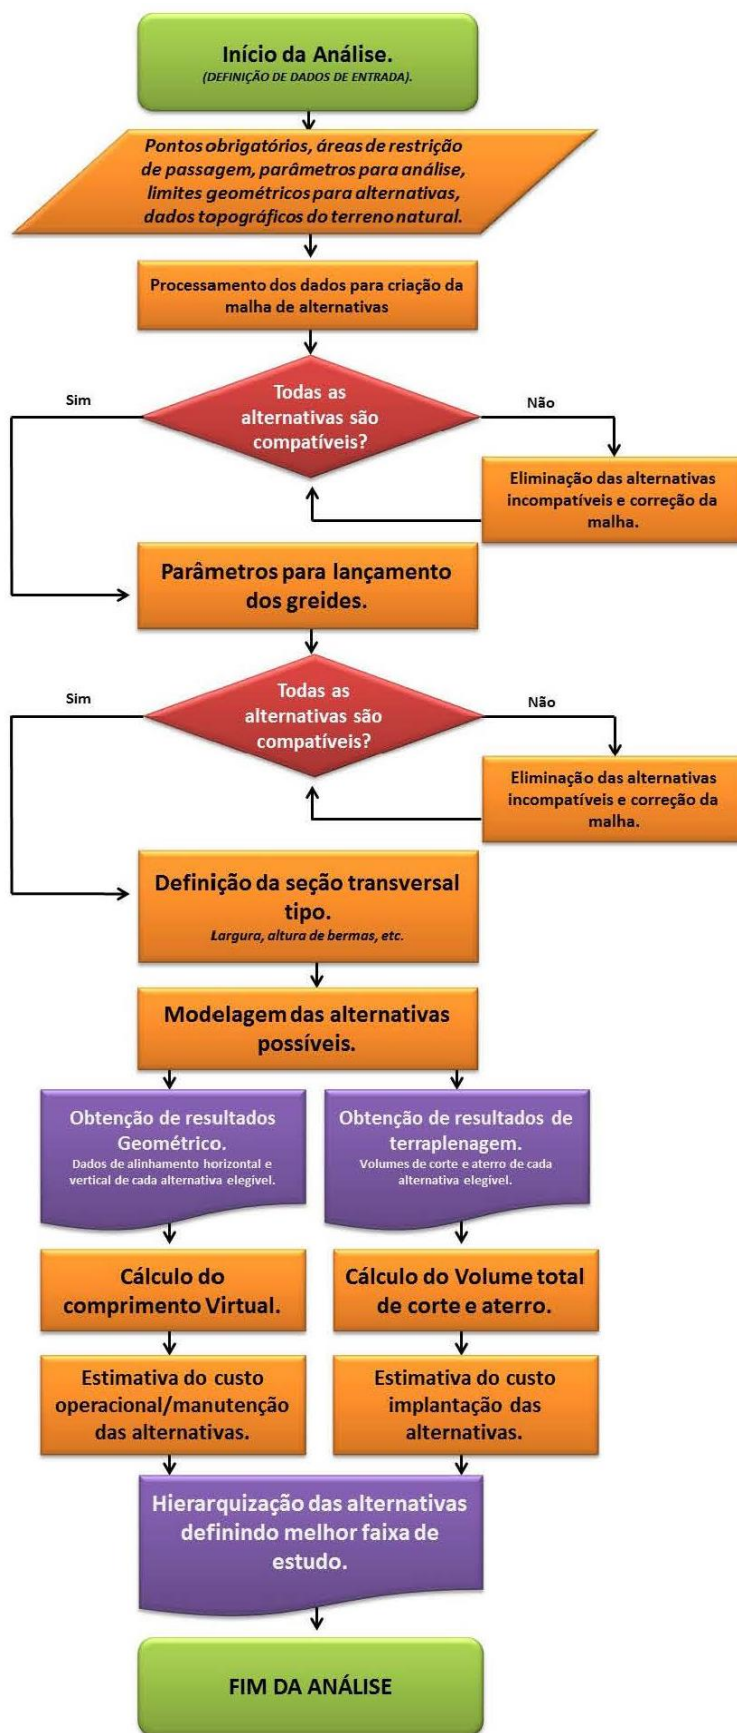 Início da Análise.
(DEFINIÇÃO DE DADOS DE ENTRADA).
Pontos obrigatórios, áreas de restrição
de passagem, parâmetros para análise,
limites geométricos para alternativas,
dados topográficos do terreno natural.
Processamento dos dados para criação da
malha de alternativas
Todas as
alternativas são
compatíveis?
Sim
Não
Eliminação das alternativas
incompatíveis e correção da
malha.
Parâmetros para lançamento
dos greides.
Todas as
alternativas são
compatíveis?
Sim
Não
Eliminação das alternativas
incompatíveis e correção da
malha.
Definição da seção transversal
tipo.
Largura, altura de bermas, etc.
Modelagem das alternativas
possíveis.
Obtenção de resultados
Geométrico.
Dados de alinhamento horizontal e
vertical de cada alternativa elegível.
Obtenção de resultados de
terraplenagem.
Volumes de corte e aterro de cada
alternativa elegível.
Cálculo do
comprimento Virtual.
Cálculo do Volume total
de corte e aterro.
Estimativa do custo
operacional/manutenção
das alternativas.
Estimativa do custo
implantação das
alternativas.
Hierarquização das alternativas
definindo melhor faixa de
estudo.
FIM DA ANÁLISE